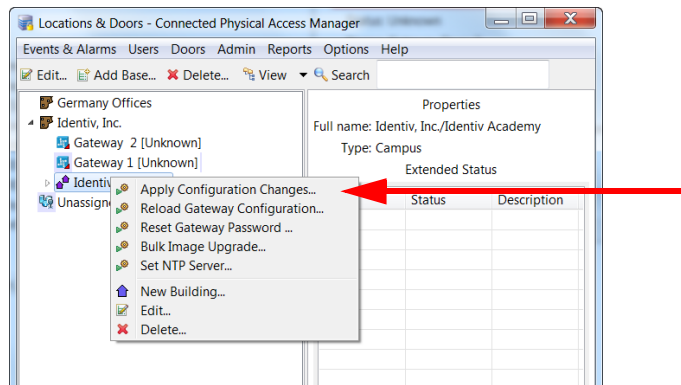 Locations & Doors - Connected Physical Access Manager
Events & Alarms Users Doors Admin Reports Options Help
Edit... Add Base... Delete... View Search
Germany Offices
Identiv, Inc.
Gateway 2 [Unknown]
Gateway 1 [Unknown]
Identiv
Unassigne
Apply Configuration Changes...
Reload Gateway Configuration...
Reset Gateway Password ...
Bulk Image Upgrade...
Set NTP Server...
New Building...
Edit...
Delete...
Properties
Full name: Identiv, Inc./Identiv Academy
Type: Campus
Extended Status
Status Description